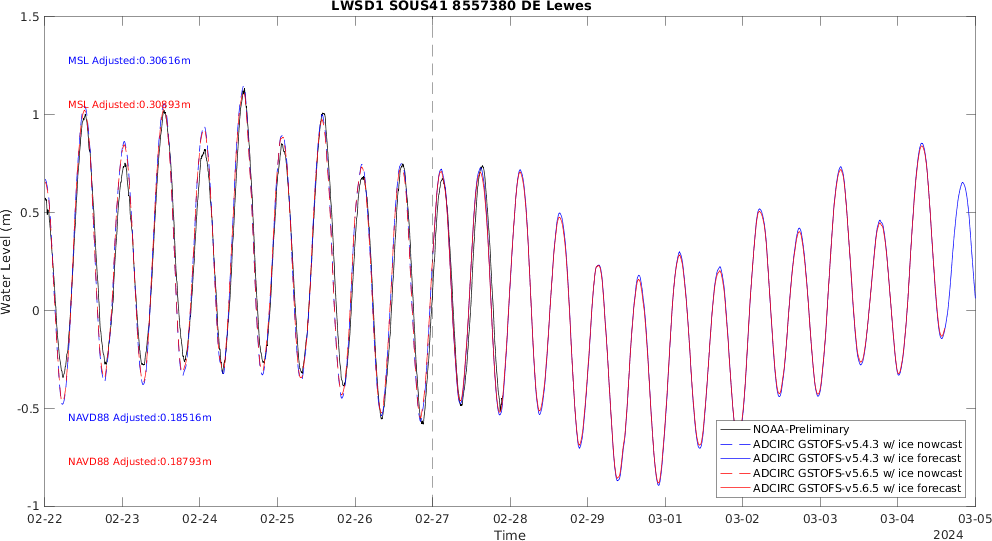 LWSD1 SOUS41 8557380 DE Lewes
1.5
1
0.5
0
-0.5
-1
Water Level (m)
MSL Adjusted:0.30616m
MSL Adjusted:0.30893m
NAVD88 Adjusted:0.18516m
NAVD88 Adjusted:0.18793m
NOAA-Preliminary
ADCIRC GSTOFS-v5.4.3 w/ ice nowcast
ADCIRC GSTOFS-v5.4.3 w/ ice forecast
ADCIRC GSTOFS-v5.6.5 w/ ice nowcast
ADCIRC GSTOFS-v5.6.5 w/ ice forecast
02-22 02-23 02-24 02-25 02-26 02-27 02-28 02-29 03-01 03-02 03-03 03-04 03-05
Time
2024